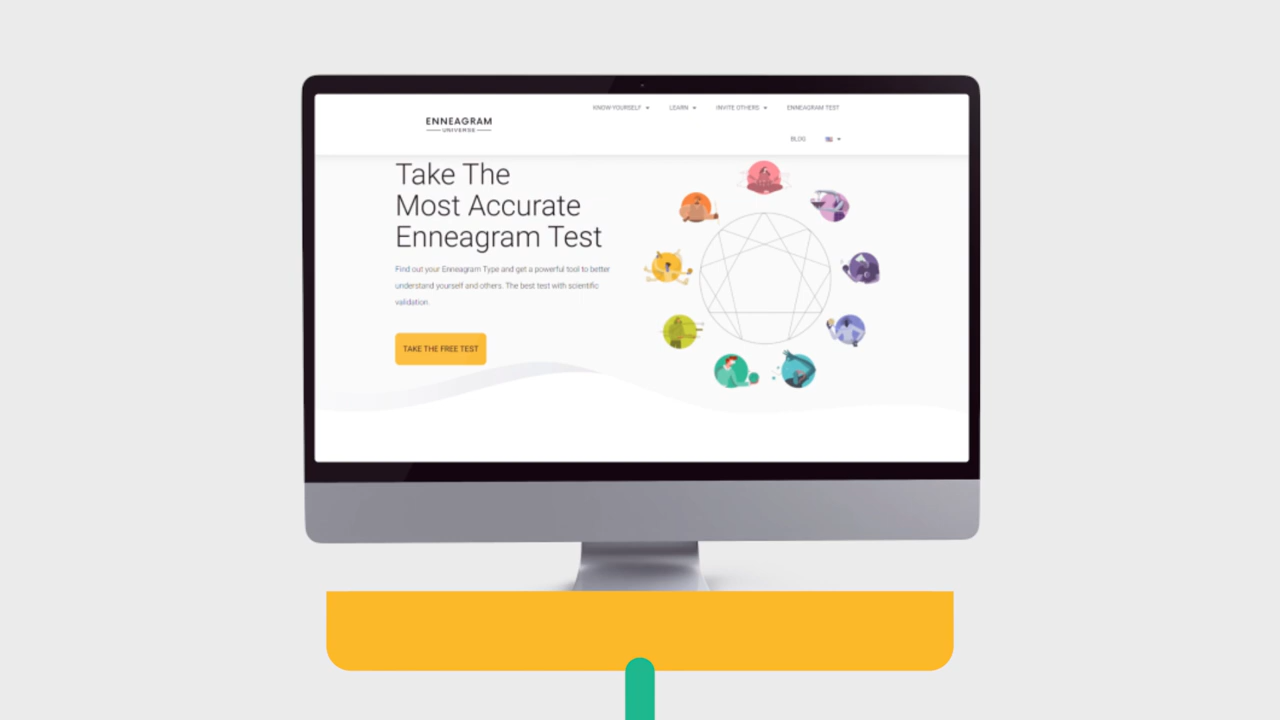 KNOW YOURSELF
LEARN
INVITE OTHERS
ENNEAGRAM TEST
ENNEAGRAM
UNIVERSE
BLOG
Take The
Most Accurate
Enneagram Test
Find out your Enneagram Type and get a powerful tool to better
understand yourself and others. The best test with scientific
validation
TAKE THE FREE TEST